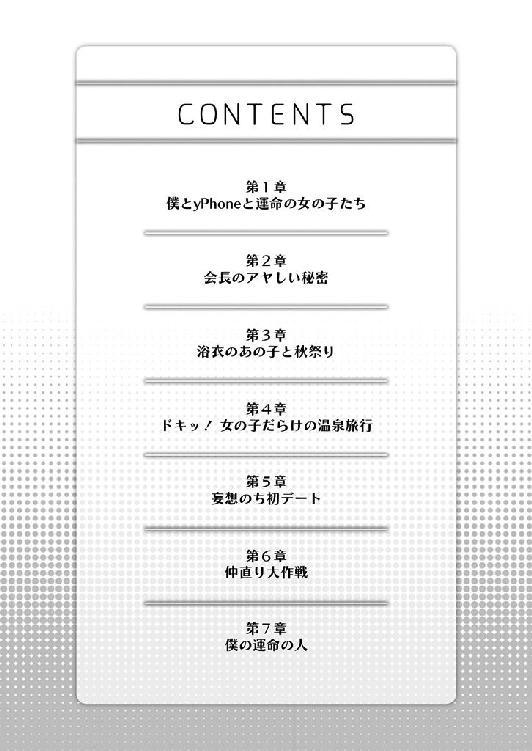 CONTENTS
第1章
僕とyPhoneと運命の女の子たち
第2章
会長のアヤしい秘密
第3章
浴衣のあの子と秋祭り
第4章
ドキッ！ 女の子だらけの温泉旅行
第5章
妄想のち初デート
第6章
仲直り大作戦
第7章
僕の運命の人